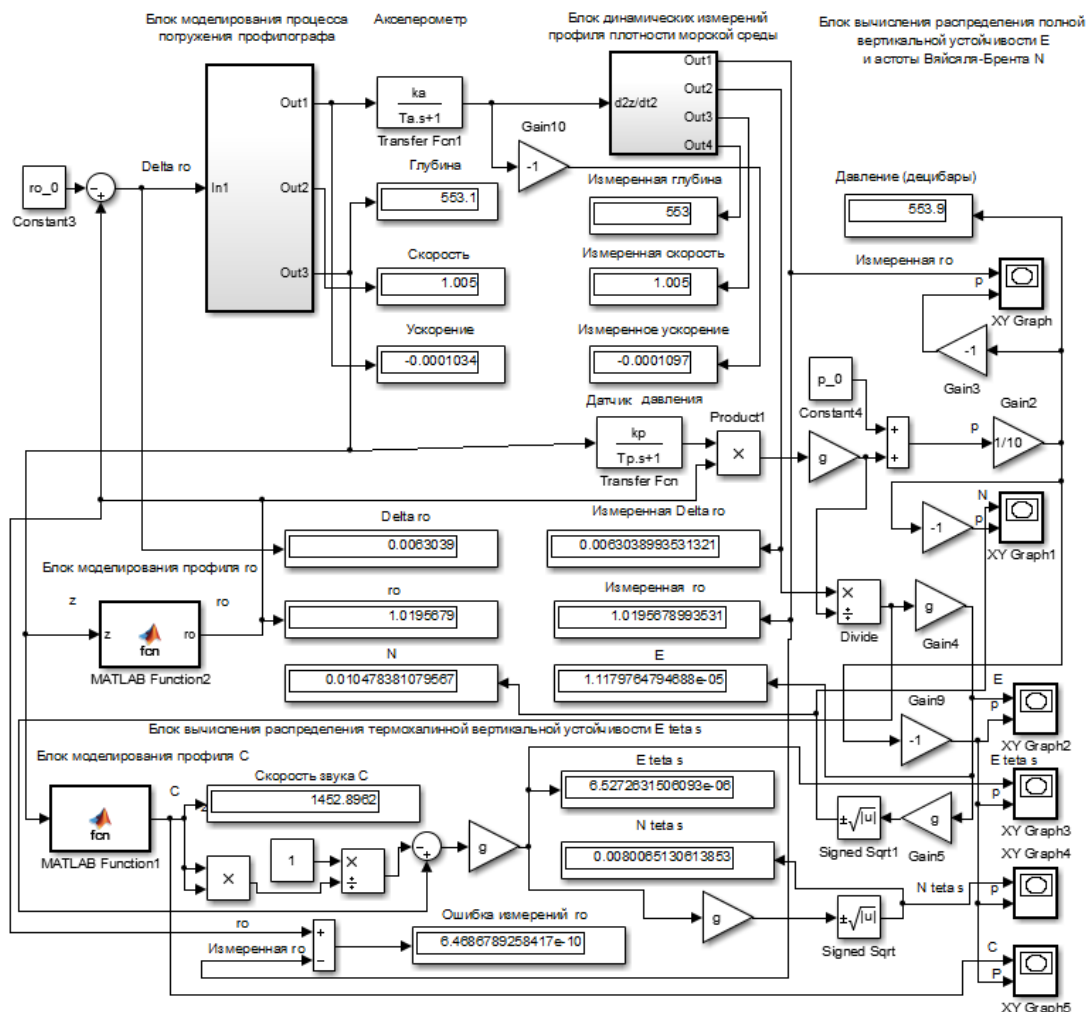 Блок моделирования процесса
погружения профилографа
Акселерометр
Блок динамических измерений
профиля плотности морской среды
Блок вычисления распределения полной
вертикальной устойчивости E
и астоты Вяйсяля-Брента N
Out1
ka
Ta.s+1
Transfer Fcn1
d2z/dt2
Out1
Out2
Out3
Out4
Gain10
-1
Delta ro
ro_0
Constant3
In1
Out2
Out3
Глубина
553.1
Измеренная глубина
553
Давление (децибары)
553.9
Скорость
1.005
Измеренная скорость
1.005
Измеренная ro
p
XY Graph
Ускорение
-0.0001034
Измеренное ускорение
-0.0001097
-1
Gain3
Датчик давления
kp
Tp.s+1
Transfer Fcn
Product1
×
g
p_0
Constant4
+
+
p
Gain2
1/10
Delta ro
0.0063039
Измеренная Delta ro
0.0063038993531321
-1
N
p
XY Graph1
Блок моделирования профиля ro
z
ro
z
fcn
ro
MATLAB Function2
ro
1.0195679
Измеренная ro
1.0195678993531
×
÷
Divide
g
Gain4
N
0.010478381079567
E
1.1179764794688e-05
Gain9
-1
E
p
XY Graph2
Блок вычисления распределения термохалинной вертикальной устойчивости E teta s
Блок моделирования профиля C
Скорость звука C
1452.8962
C
z
fcn
MATLAB Function1
E teta s
6.5272631506093e-06
E teta s
p
XY Graph3
±√|u|
Signed Sqrt1
g
Gain5
N teta s
0.0080065130613853
1
×
×
÷
-
+
g
XY Graph4
N teta s
p
g
±√|u|
Signed Sqrt
ro
Измеренная ro
+
−
Ошибка измерений ro
6.4686789258417e-10
C
P
XY Graph5